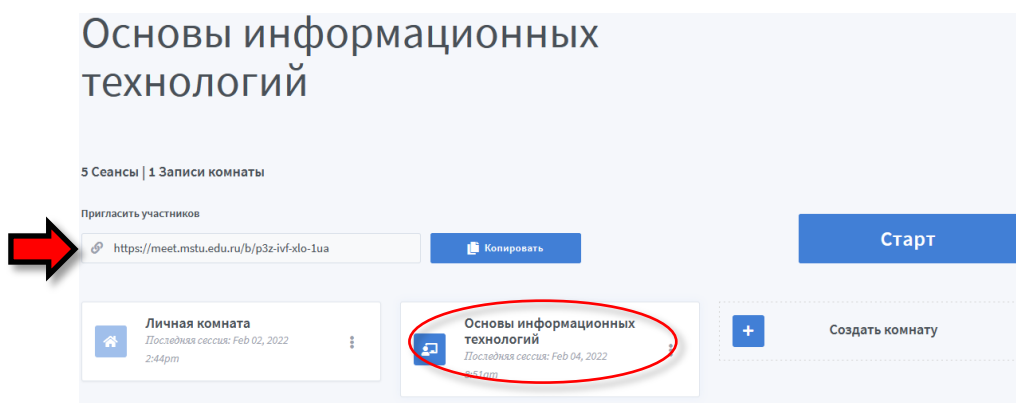 Основы информационных
технологий
5 Сеансы | 1 Записи комнаты
Пригласить участников
https://meet.mstu.edu.ru/b/p3z-ivf-xlo-1ua
Копировать
Старт
Личная комната
Последняя сессия: Feb 02, 2022
2:44pm
Основы информационных
технологий
Последняя сессия: Feb 04, 2022
8:51am
Создать комнату